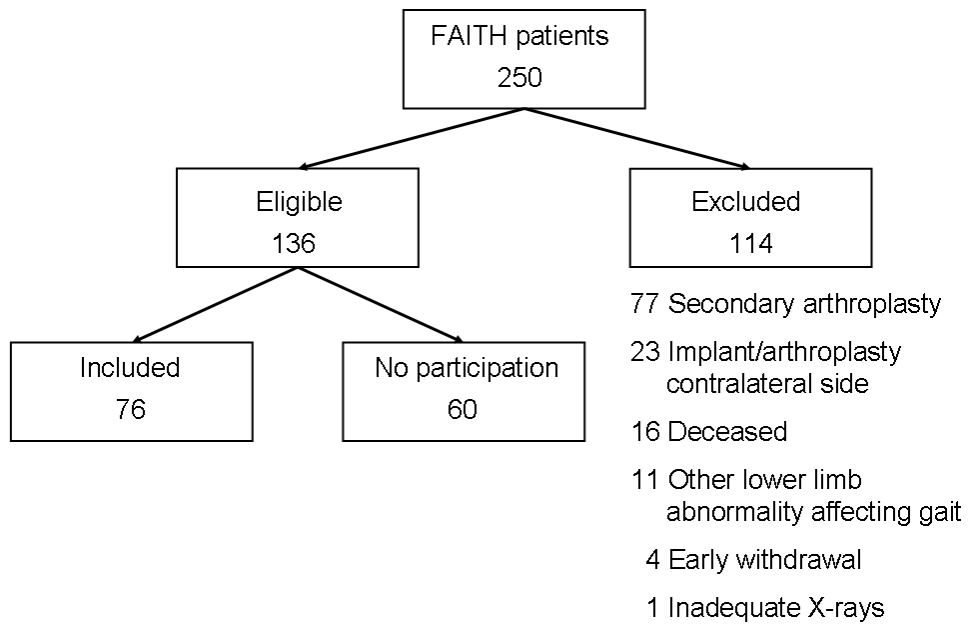 FAITH patients
250
Eligible
136
Excluded
114
Included
76
No participation
60
77 Secondary arthroplasty
23 Implant/arthroplasty
contralateral side
16 Deceased
11 Other lower limb
abnormality affecting gait
4 Early withdrawal
1 Inadequate X-rays